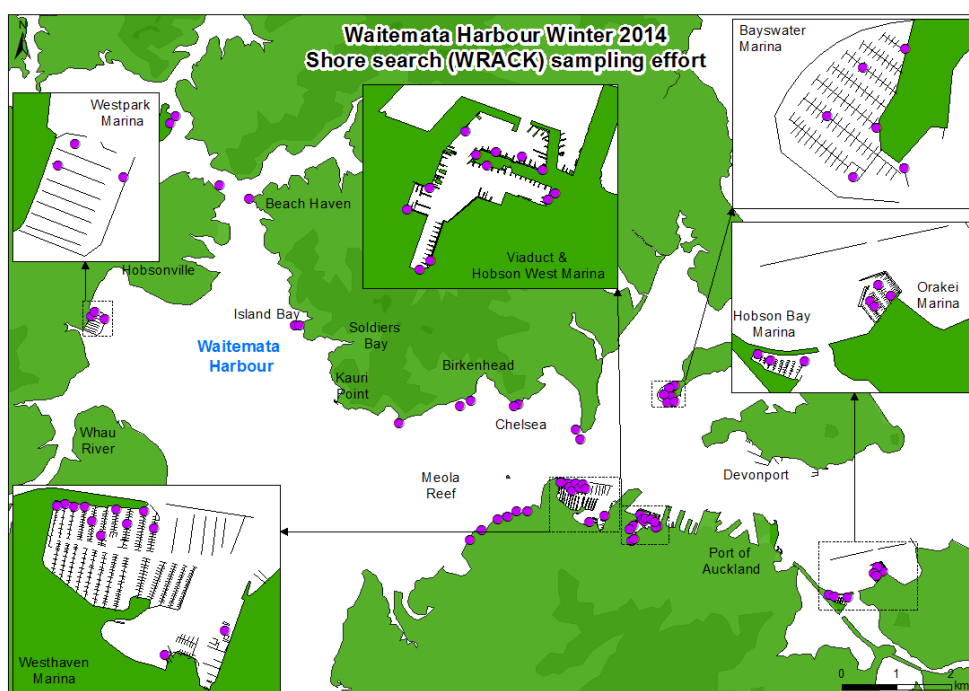 Waitemata Harbour Winter 2014
Shore search (WRACK) sampling effort
N
Bayswater
Marina
Westpark
Marina
Beach Haven
Viaduct &
Hobson West Marina
Hobsonville
Orakei
Marina
Hobson Bay
Marina
Island Bay
Soldiers
Bay
Waitemata
Harbour
Birkenhead
Kauri
Point
Chelsea
Whau
River
Meola
Reef
Devonport
Port of
Auckland
Westhaven
Marina
0 1 2
km